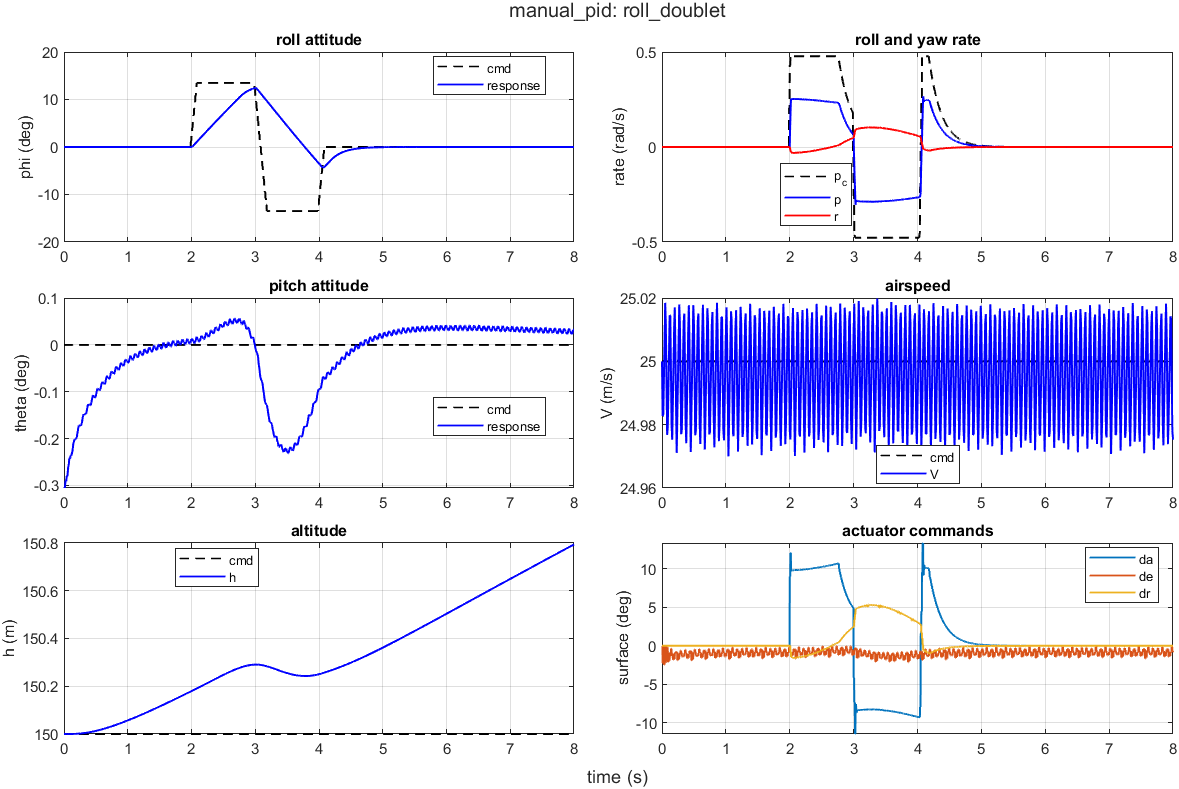 manual_pid: roll_doublet
roll attitude
20
10
0
-10
-20
phi (deg)
cmd
response
0 1 2 3 4 5 6 7 8
roll and yaw rate
0.5
0
-0.5
rate (rad/s)
p_c
p
r
0 1 2 3 4 5 6 7 8
pitch attitude
0.1
0
-0.1
-0.2
-0.3
theta (deg)
cmd
response
0 1 2 3 4 5 6 7 8
airspeed
25.02
25
24.98
24.96
V (m/s)
cmd
V
0 1 2 3 4 5 6 7 8
altitude
150.8
150.6
150.4
150.2
150
h (m)
cmd
h
0 1 2 3 4 5 6 7 8
actuator commands
10
5
0
-5
-10
surface (deg)
da
de
dr
0 1 2 3 4 5 6 7 8
time (s)